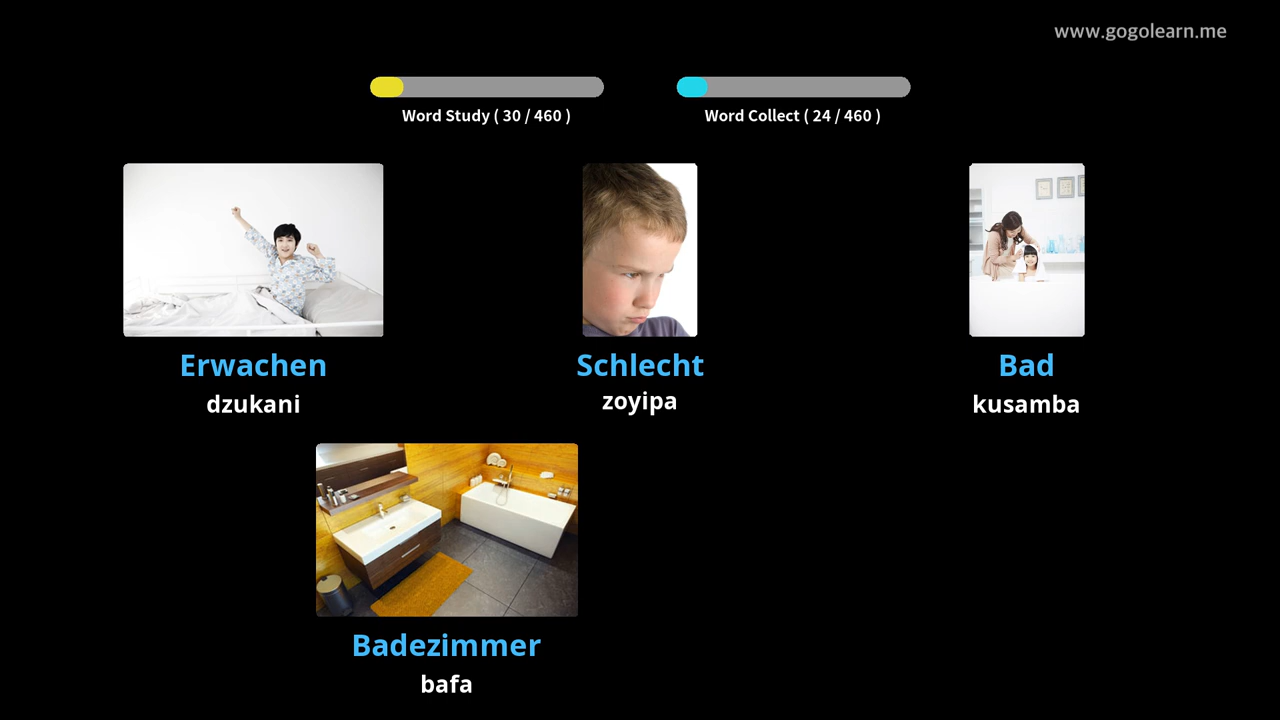 www.gogolearn.me
Word Study ( 30 / 460 )
Word Collect ( 24 / 460 )
Erwachen
dzukani
Schlecht
zoyipa
Bad
kusamba
Badezimmer
bafa